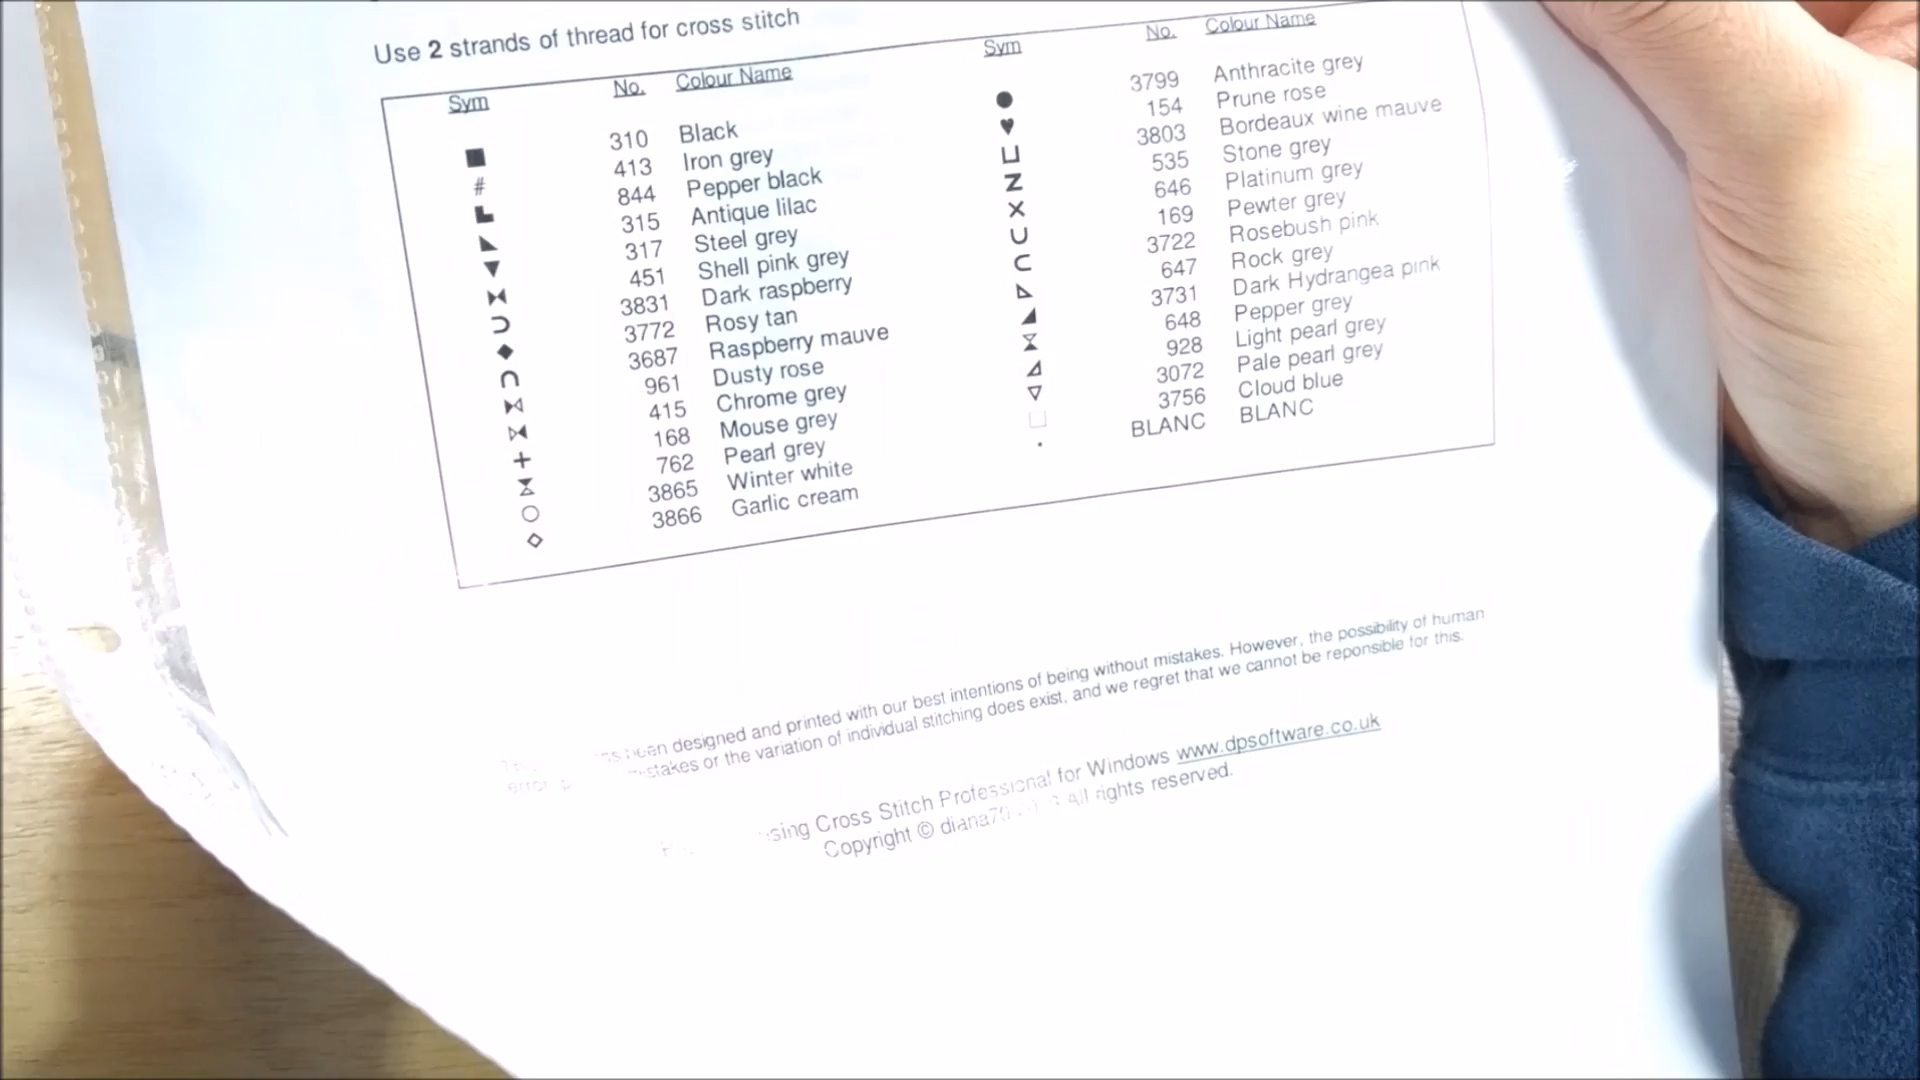 Use 2 strands of thread for cross stitch
Sym No. Colour Name Sym No. Colour Name
■ 310 Black ● 3799 Anthracite grey
# 413 Iron grey ♥ 154 Prune rose
▙ 844 Pepper black ⊔ 3803 Bordeaux wine mauve
◣ 315 Antique lilac Z 535 Stone grey
▼ 317 Steel grey × 646 Platinum grey
⧓ 451 Shell pink grey ∪ 169 Pewter grey
⊃ 3831 Dark raspberry ⊂ 3722 Rosebush pink
◆ 3772 Rosy tan ◺ 647 Rock grey
∩ 3687 Raspberry mauve ◢ 3731 Dark Hydrangea pink
⧑ 961 Dusty rose ⧗ 648 Pepper grey
⧒ 415 Chrome grey ◿ 928 Light pearl grey
+ 168 Mouse grey ▽ 3072 Pale pearl grey
⧗ 762 Pearl grey □ 3756 Cloud blue
○ 3865 Winter white · BLANC BLANC
◇ 3866 Garlic cream
been designed and printed with our best intentions of being without mistakes. However, the possibility of human
or the variation of individual stitching does exist, and we regret that we cannot be reponsible for this.
Cross Stitch Professional for Windows www.dpsoftware.co.uk
Copyright © All rights reserved.